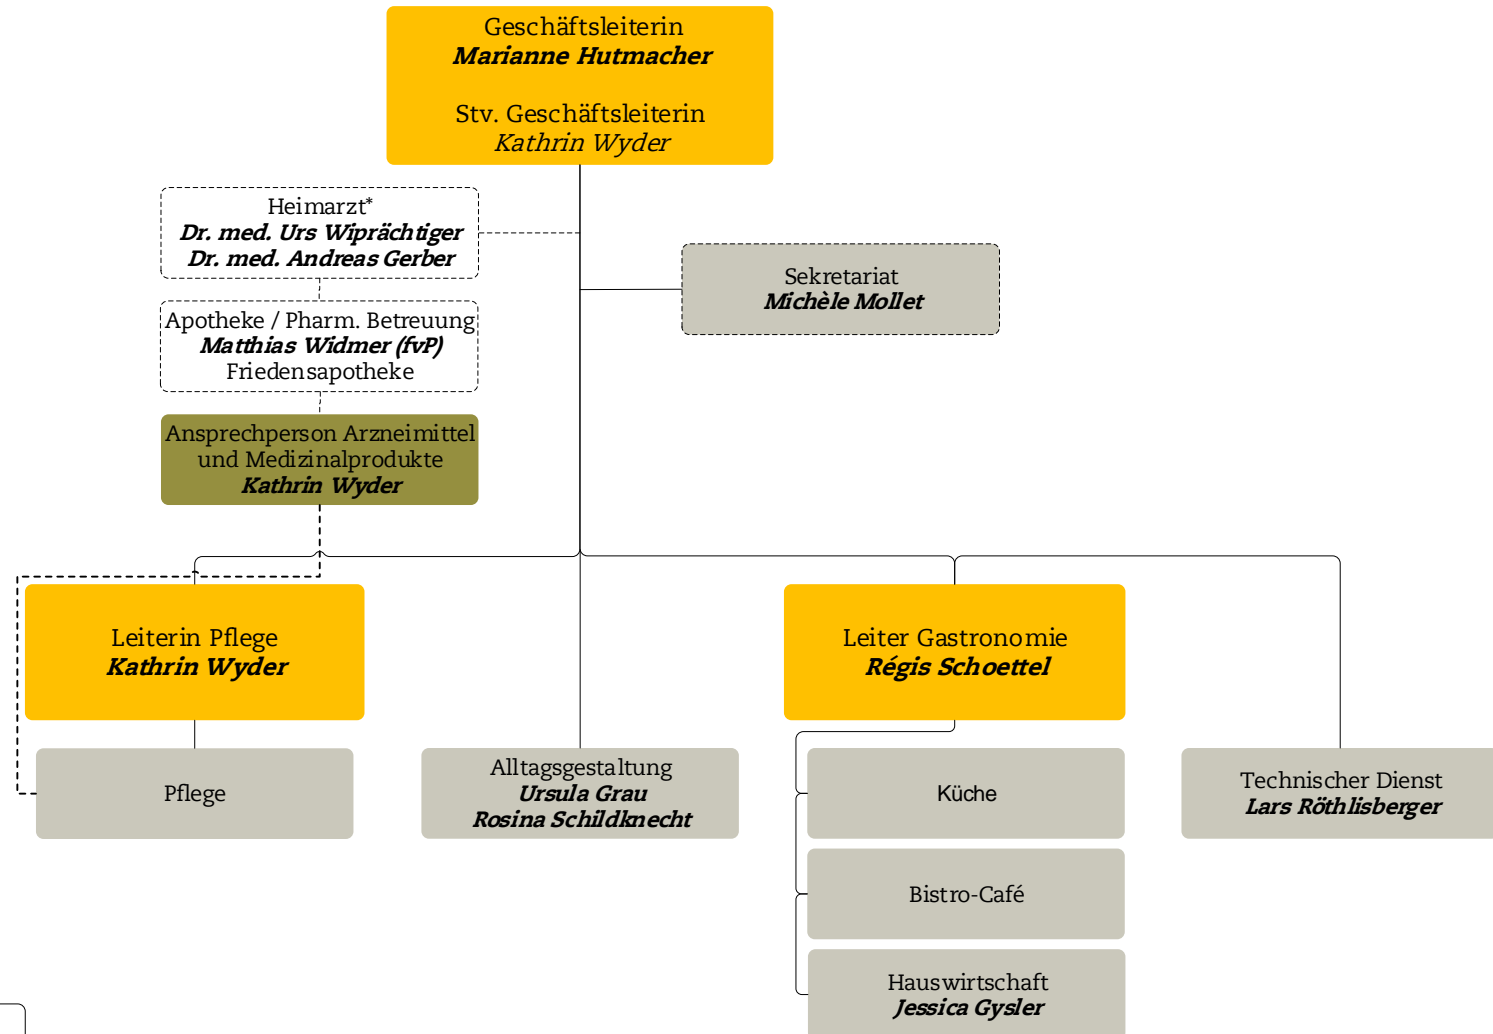 Geschäftsleiterin
Marianne Hutmacher
Stv. Geschäftsleiterin
Kathrin Wyder
Heimarzt*
Dr. med. Urs Wiprächtiger
Dr. med. Andreas Gerber
Sekretariat
Michèle Mollet
Apotheke / Pharm. Betreuung
Matthias Widmer (fvP)
Friedensapotheke
Ansprechperson Arzneimittel
und Medizinalprodukte
Kathrin Wyder
Leiterin Pflege
Kathrin Wyder
Leiter Gastronomie
Régis Schoettel
Pflege
Alltagsgestaltung
Ursula Grau
Rosina Schildknecht
Küche
Technischer Dienst
Lars Röthlisberger
Bistro-Café
Hauswirtschaft
Jessica Gysler